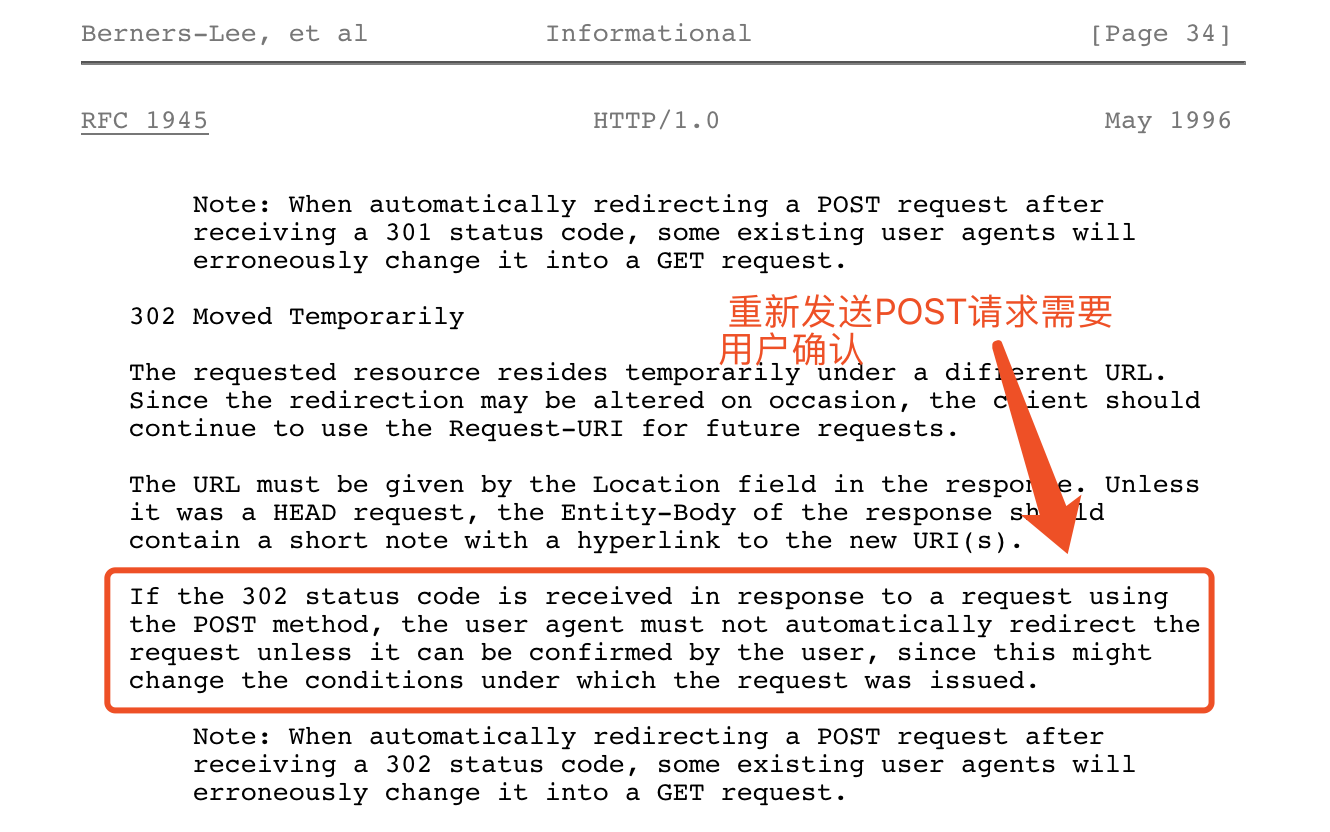 Berners-Lee, et al Informational [Page 34]
RFC 1945 HTTP/1.0 May 1996
Note: When automatically redirecting a POST request after
receiving a 301 status code, some existing user agents will
erroneously change it into a GET request.
302 Moved Temporarily
重新发送POST请求需要
用户确认
The requested resource resides temporarily under a different URL.
Since the redirection may be altered on occasion, the client should
continue to use the Request-URI for future requests.
The URL must be given by the Location field in the response. Unless
it was a HEAD request, the Entity-Body of the response should
contain a short note with a hyperlink to the new URI(s).
If the 302 status code is received in response to a request using
the POST method, the user agent must not automatically redirect the
request unless it can be confirmed by the user, since this might
change the conditions under which the request was issued.
Note: When automatically redirecting a POST request after
receiving a 302 status code, some existing user agents will
erroneously change it into a GET request.